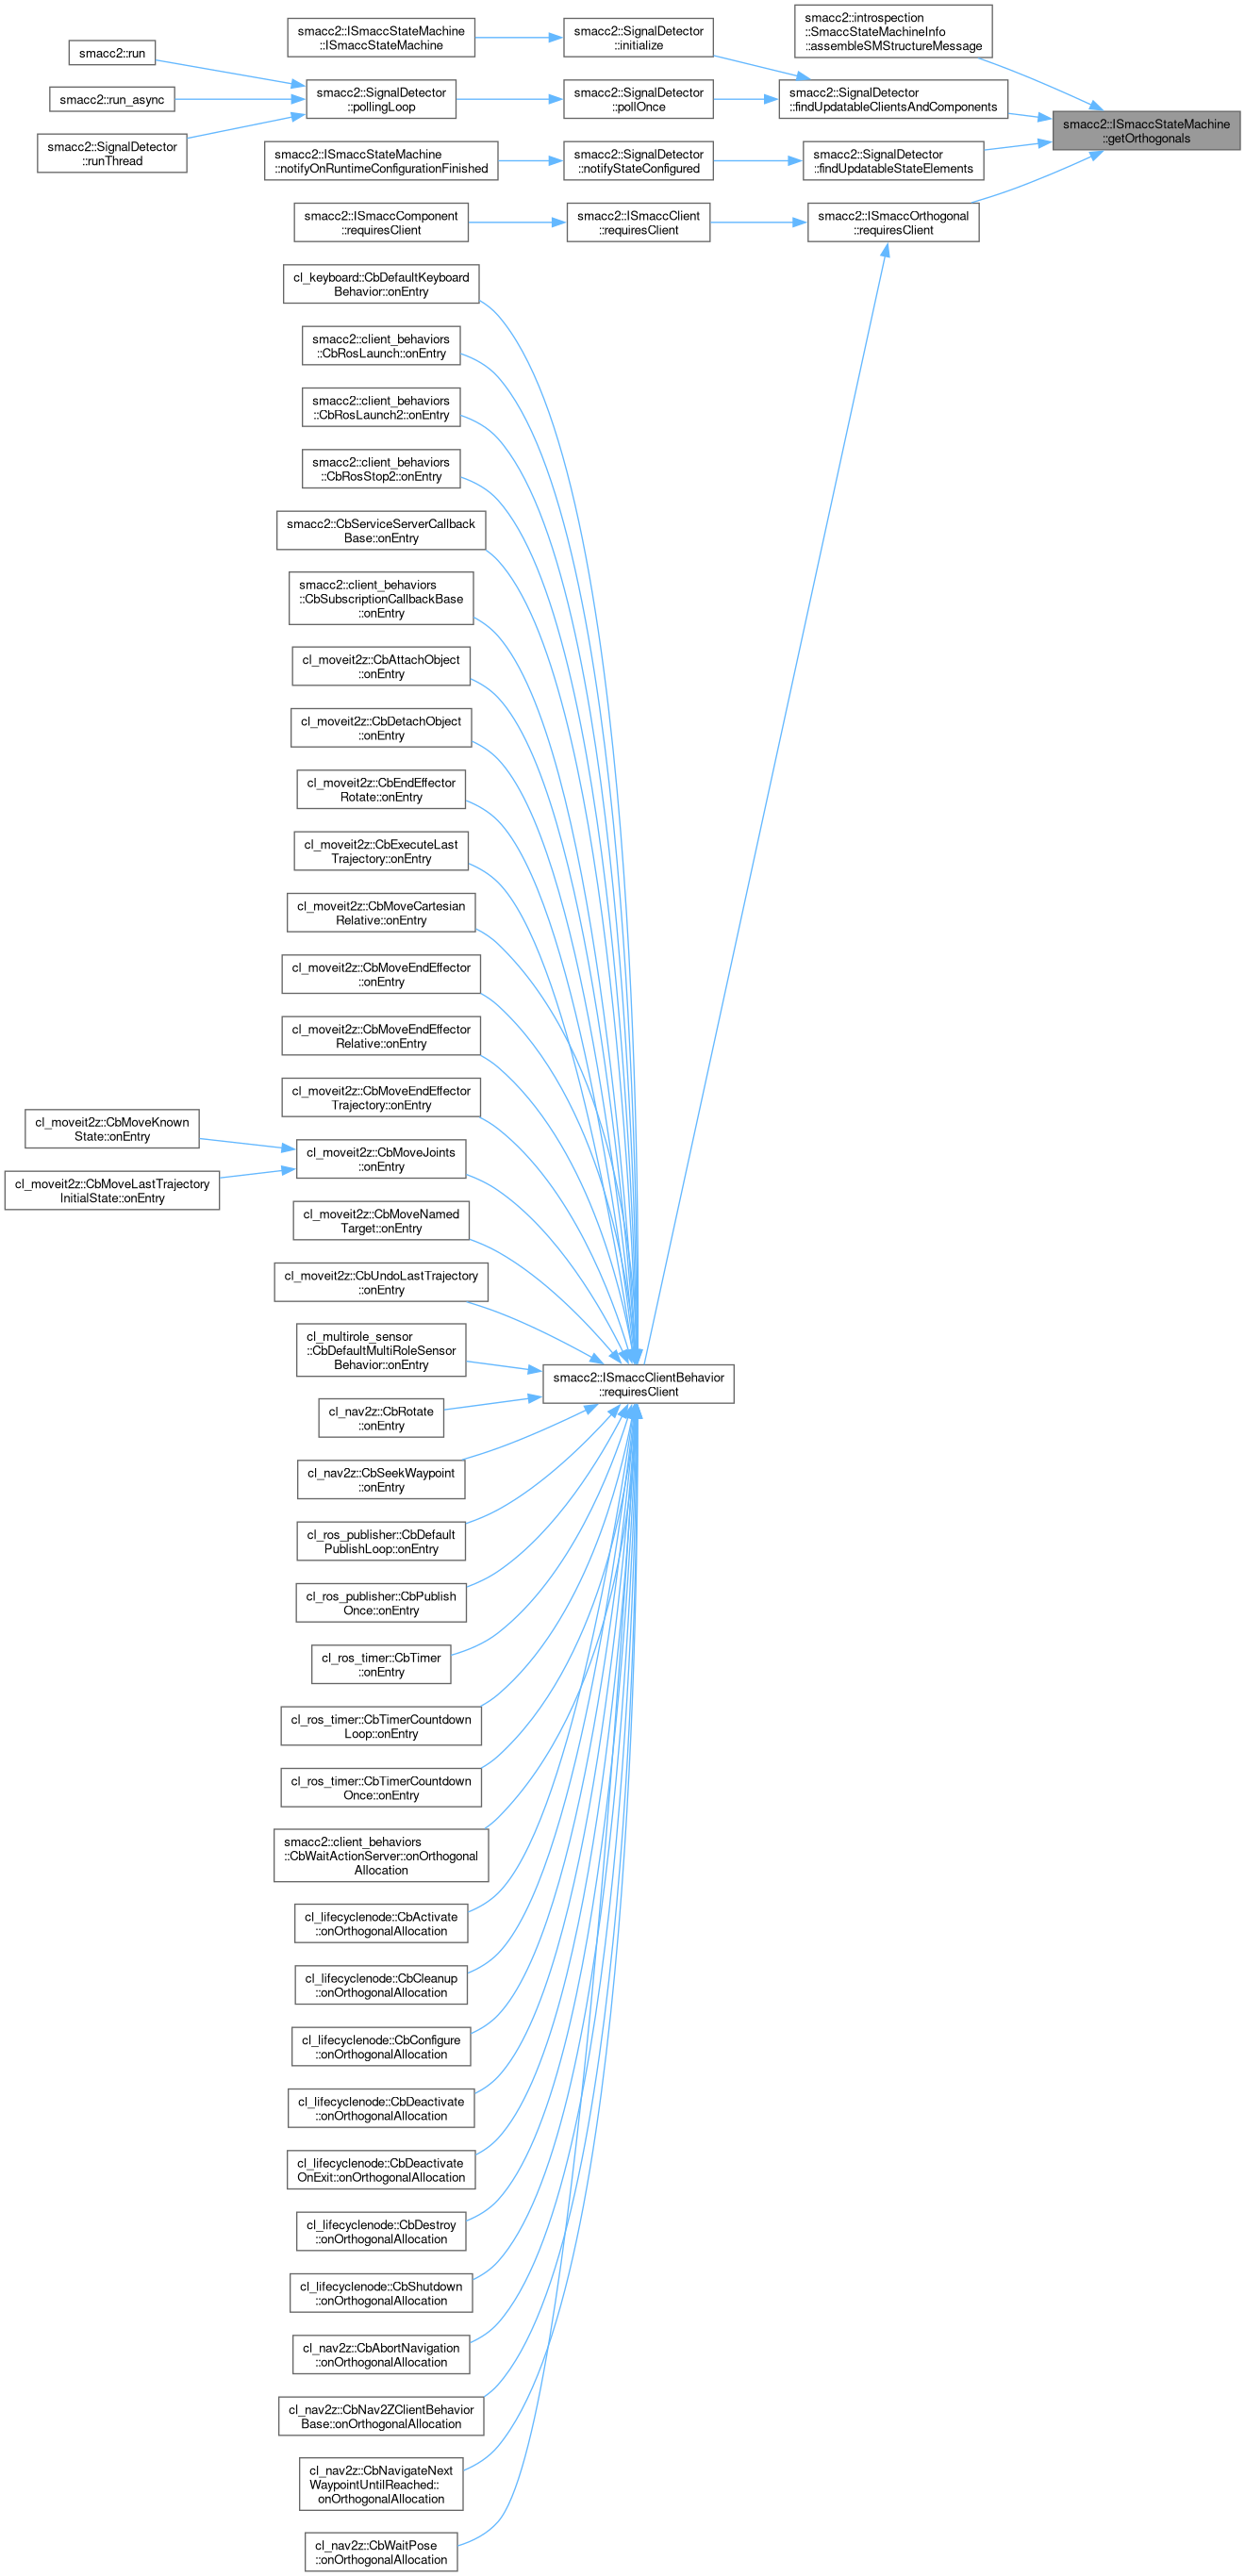 smacc2::run
smacc2::run_async
smacc2::SignalDetector
::runThread
smacc2::ISmaccStateMachine
::ISmaccStateMachine
smacc2::SignalDetector
::pollingLoop
smacc2::ISmaccStateMachine
::notifyOnRuntimeConfigurationFinished
smacc2::ISmaccComponent
::requiresClient
smacc2::SignalDetector
::initialize
smacc2::SignalDetector
::pollOnce
smacc2::SignalDetector
::notifyStateConfigured
smacc2::ISmaccClient
::requiresClient
smacc2::introspection
::SmaccStateMachineInfo
::assembleSMStructureMessage
smacc2::SignalDetector
::findUpdatableClientsAndComponents
smacc2::SignalDetector
::findUpdatableStateElements
smacc2::ISmaccOrthogonal
::requiresClient
smacc2::ISmaccStateMachine
::getOrthogonals
cl_keyboard::CbDefaultKeyboard
Behavior::onEntry
smacc2::client_behaviors
::CbRosLaunch::onEntry
smacc2::client_behaviors
::CbRosLaunch2::onEntry
smacc2::client_behaviors
::CbRosStop2::onEntry
smacc2::CbServiceServerCallback
Base::onEntry
smacc2::client_behaviors
::CbSubscriptionCallbackBase
::onEntry
cl_moveit2z::CbAttachObject
::onEntry
cl_moveit2z::CbDetachObject
::onEntry
cl_moveit2z::CbEndEffector
Rotate::onEntry
cl_moveit2z::CbExecuteLast
Trajectory::onEntry
cl_moveit2z::CbMoveCartesian
Relative::onEntry
cl_moveit2z::CbMoveEndEffector
::onEntry
cl_moveit2z::CbMoveEndEffector
Relative::onEntry
cl_moveit2z::CbMoveEndEffector
Trajectory::onEntry
cl_moveit2z::CbMoveKnown
State::onEntry
cl_moveit2z::CbMoveLastTrajectory
InitialState::onEntry
cl_moveit2z::CbMoveJoints
::onEntry
cl_moveit2z::CbMoveNamed
Target::onEntry
cl_moveit2z::CbUndoLastTrajectory
::onEntry
cl_multirole_sensor
::CbDefaultMultiRoleSensor
Behavior::onEntry
smacc2::ISmaccClientBehavior
::requiresClient
cl_nav2z::CbRotate
::onEntry
cl_nav2z::CbSeekWaypoint
::onEntry
cl_ros_publisher::CbDefault
PublishLoop::onEntry
cl_ros_publisher::CbPublish
Once::onEntry
cl_ros_timer::CbTimer
::onEntry
cl_ros_timer::CbTimerCountdown
Loop::onEntry
cl_ros_timer::CbTimerCountdown
Once::onEntry
smacc2::client_behaviors
::CbWaitActionServer::onOrthogonal
Allocation
cl_lifecyclenode::CbActivate
::onOrthogonalAllocation
cl_lifecyclenode::CbCleanup
::onOrthogonalAllocation
cl_lifecyclenode::CbConfigure
::onOrthogonalAllocation
cl_lifecyclenode::CbDeactivate
::onOrthogonalAllocation
cl_lifecyclenode::CbDeactivate
OnExit::onOrthogonalAllocation
cl_lifecyclenode::CbDestroy
::onOrthogonalAllocation
cl_lifecyclenode::CbShutdown
::onOrthogonalAllocation
cl_nav2z::CbAbortNavigation
::onOrthogonalAllocation
cl_nav2z::CbNav2ZClientBehavior
Base::onOrthogonalAllocation
cl_nav2z::CbNavigateNext
WaypointUntilReached::
onOrthogonalAllocation
cl_nav2z::CbWaitPose
::onOrthogonalAllocation